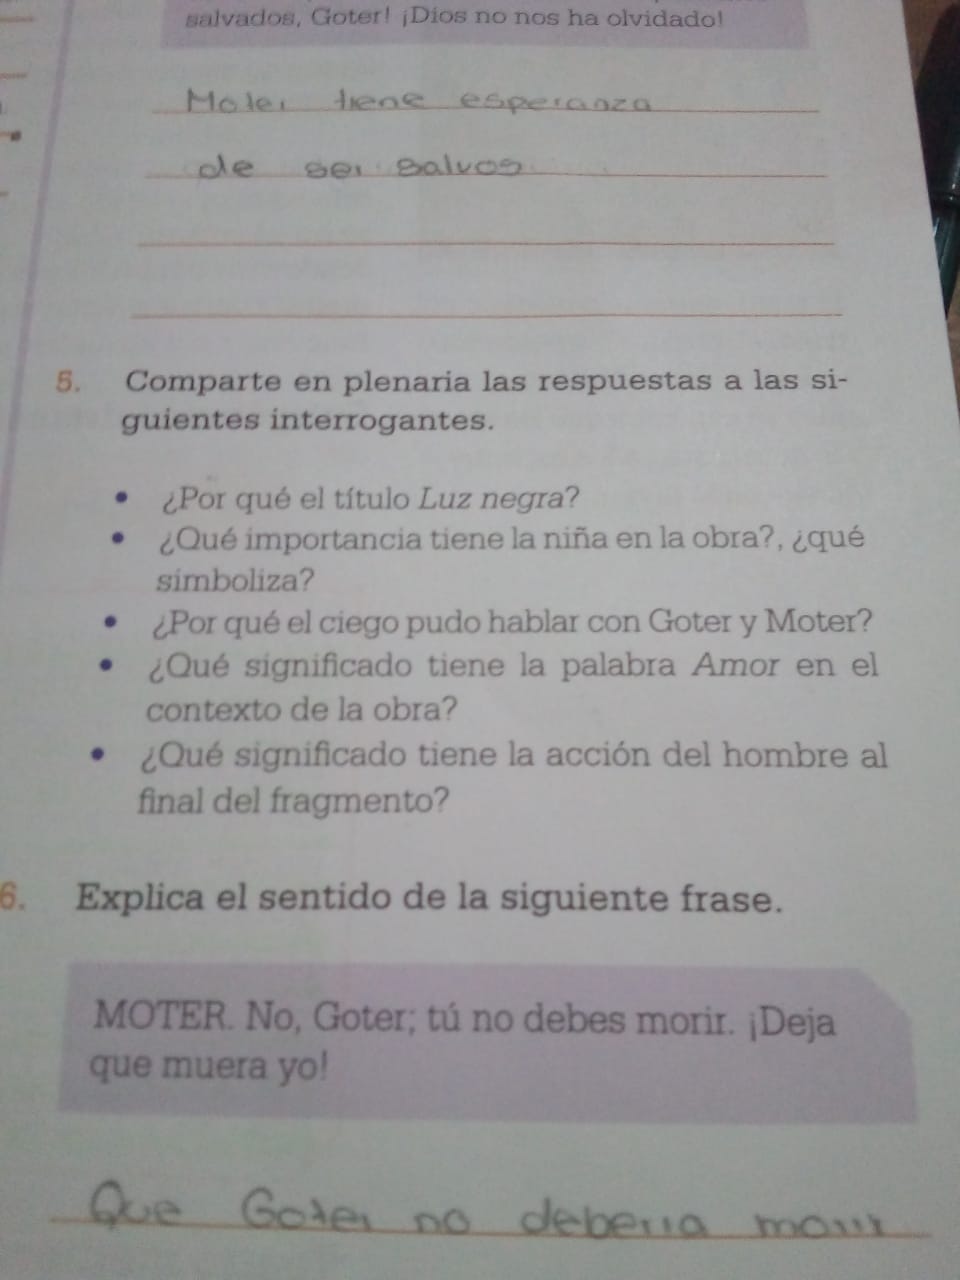 salvados, Goter! ¡Dios no nos ha olvidado!
Moter tiene esperanza
de ser salvos
5. Comparte en plenaria las respuestas a las si-
guientes interrogantes.
• ¿Por qué el título Luz negra?
• ¿Qué importancia tiene la niña en la obra?, ¿qué
simboliza?
• ¿Por qué el ciego pudo hablar con Goter y Moter?
• ¿Qué significado tiene la palabra Amor en el
contexto de la obra?
• ¿Qué significado tiene la acción del hombre al
final del fragmento?
6. Explica el sentido de la siguiente frase.
MOTER. No, Goter; tú no debes morir. ¡Deja
que muera yo!
Que Goter no deberia morir